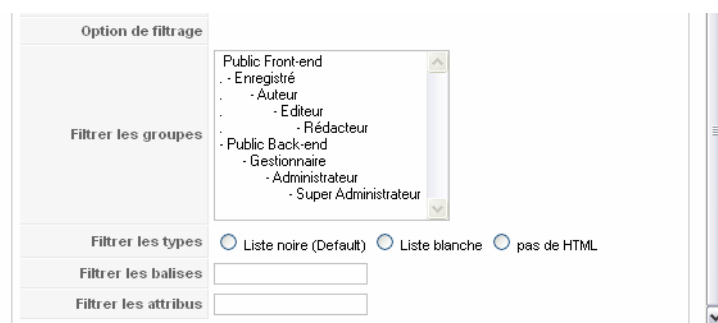 Option de filtrage
Filtrer les groupes
Public Front-end
. - Enregistré
. - Auteur
. - Editeur
. - Rédacteur
- Public Back-end
- Gestionnaire
- Administrateur
- Super Administrateur
Filtrer les types
Liste noire (Default) Liste blanche pas de HTML
Filtrer les balises
Filtrer les attribus